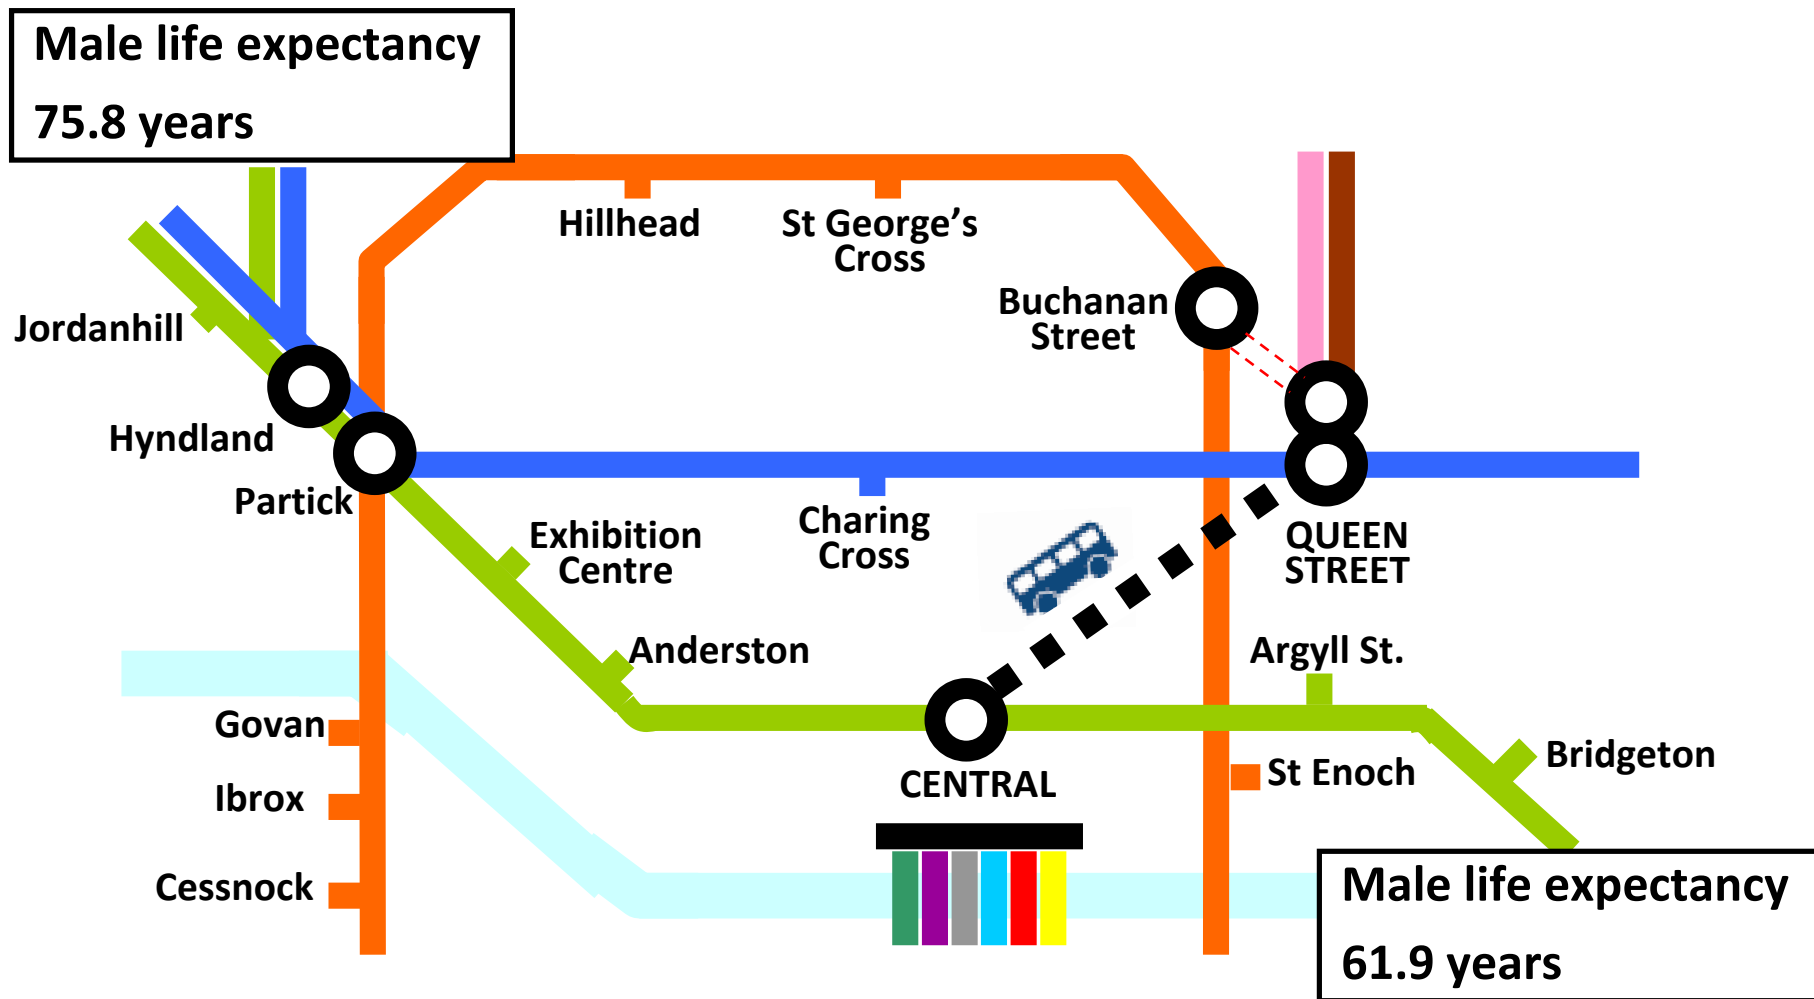 Male life expectancy
75.8 years
Hillhead
St George’s
Cross
Buchanan
Street
Jordanhill
Hyndland
Partick
Exhibition
Centre
Charing
Cross
QUEEN
STREET
Anderston
Argyll St.
Govan
Bridgeton
St Enoch
CENTRAL
Ibrox
Cessnock
Male life expectancy
61.9 years